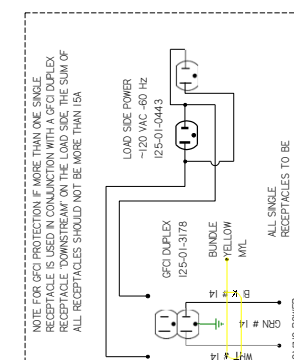 NOTE FOR GFCI PROTECTION IF MORE THAN ONE SINGLE
RECEPTACLE IS USED IN CONJUNCTION WITH A GFCI DUPLEX
RECEPTACLE "DOWNSTREAM" ON THE LOAD SIDE, THE SUM OF
ALL RECEPTACLES SHOULD NOT BE MORE THAN 15A
LOAD SIDE POWER
~120 VAC -60 Hz
125-01-0443
GFCI DUPLEX
125-01-3178
BUNDLE
YELLOW
MYL
ALL SINGLE
RECEPTACLES TO BE
BLK # 14
GRN # 14
WHT # 14